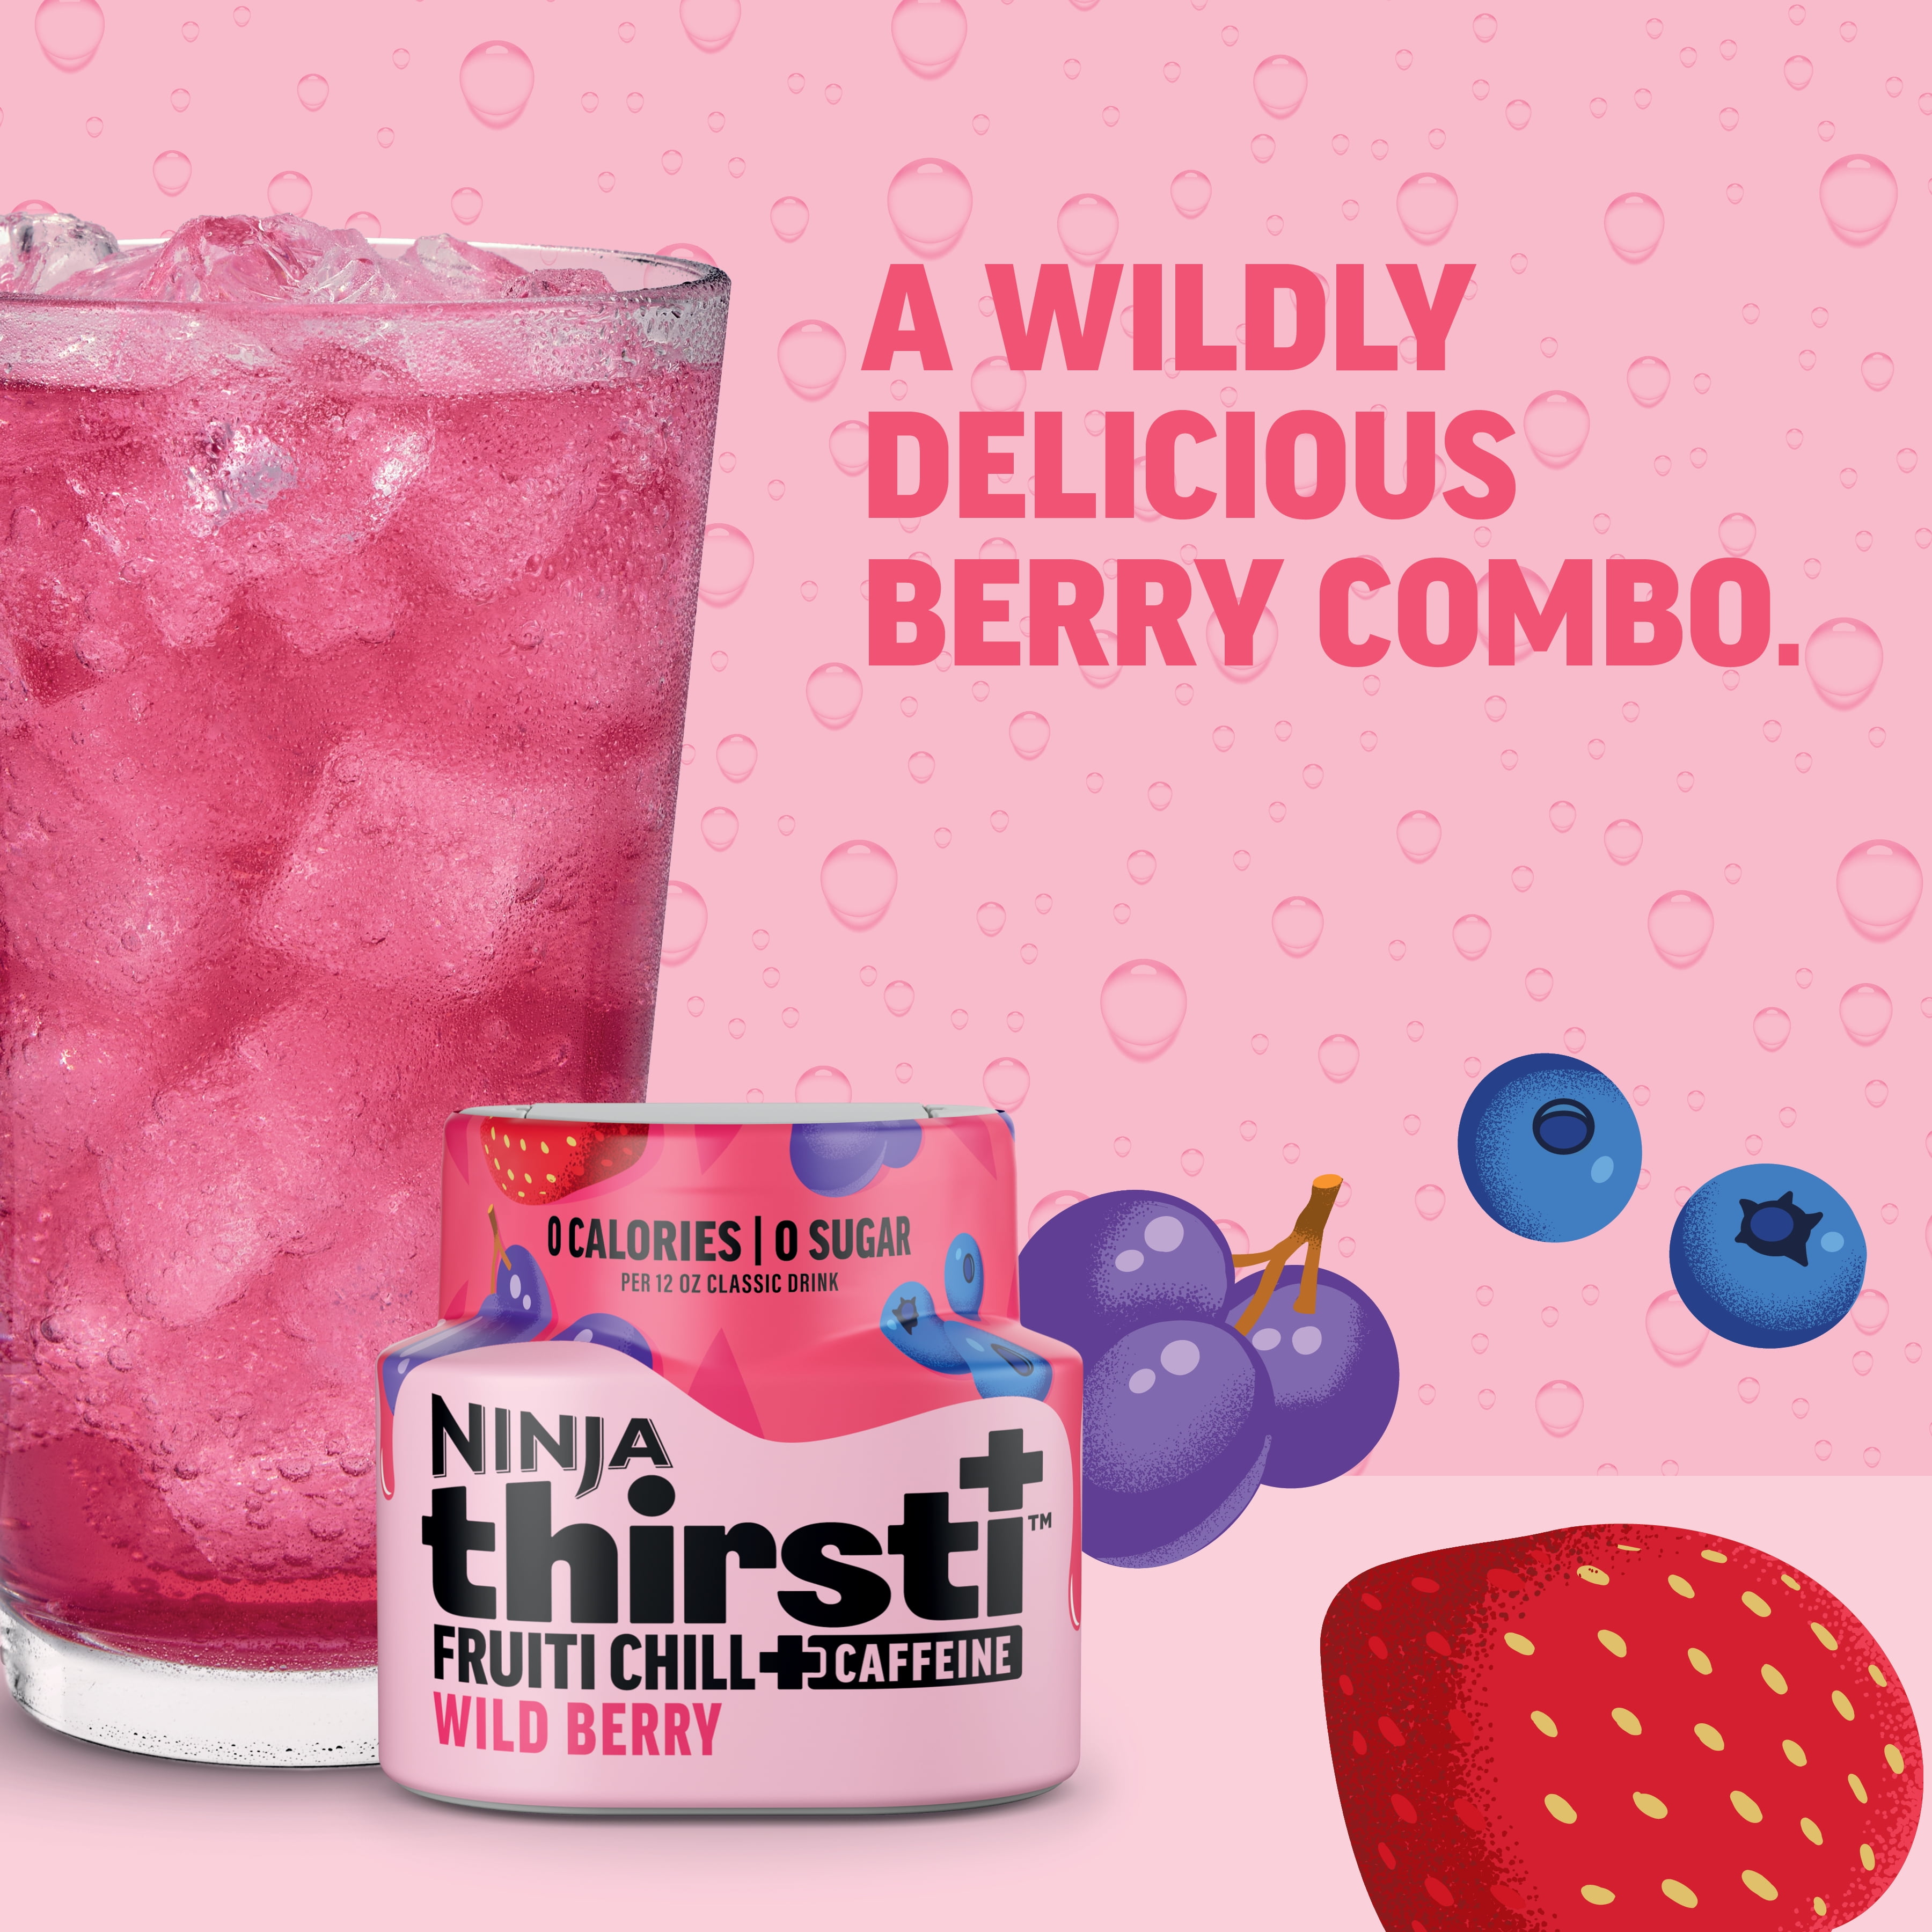 A WILDLY
DELICIOUS
BERRY COMBO.
0 CALORIES | 0 SUGAR
PER 12 OZ CLASSIC DRINK
NINJA
thirsti™
FRUITI CHILL+CAFFEINE
WILD BERRY